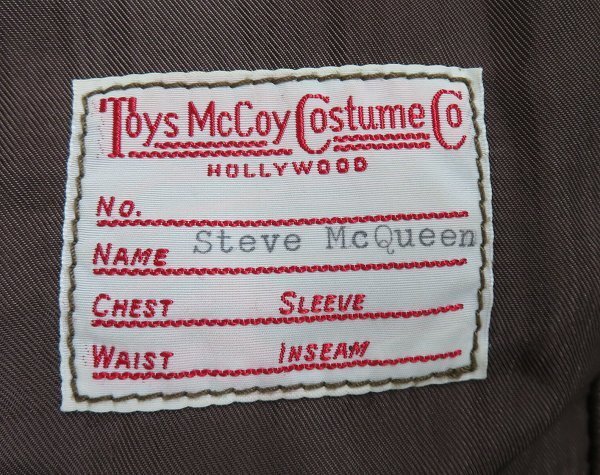 Toys McCoy Costume Co
HOLLYWOOD
NO.
NAME Steve McQueen
CHEST SLEEVE
WAIST INSEAM